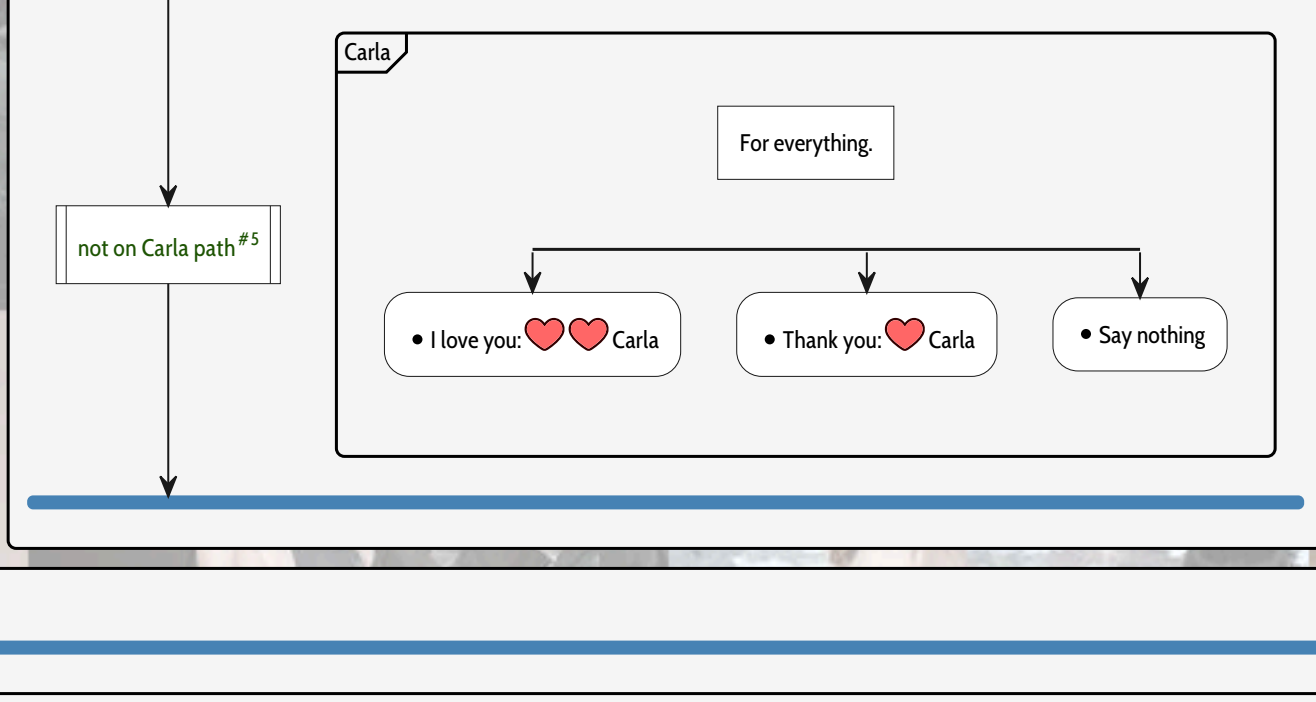 Carla
For everything.
not on Carla path #5
• I love you: Carla
• Thank you: Carla
• Say nothing